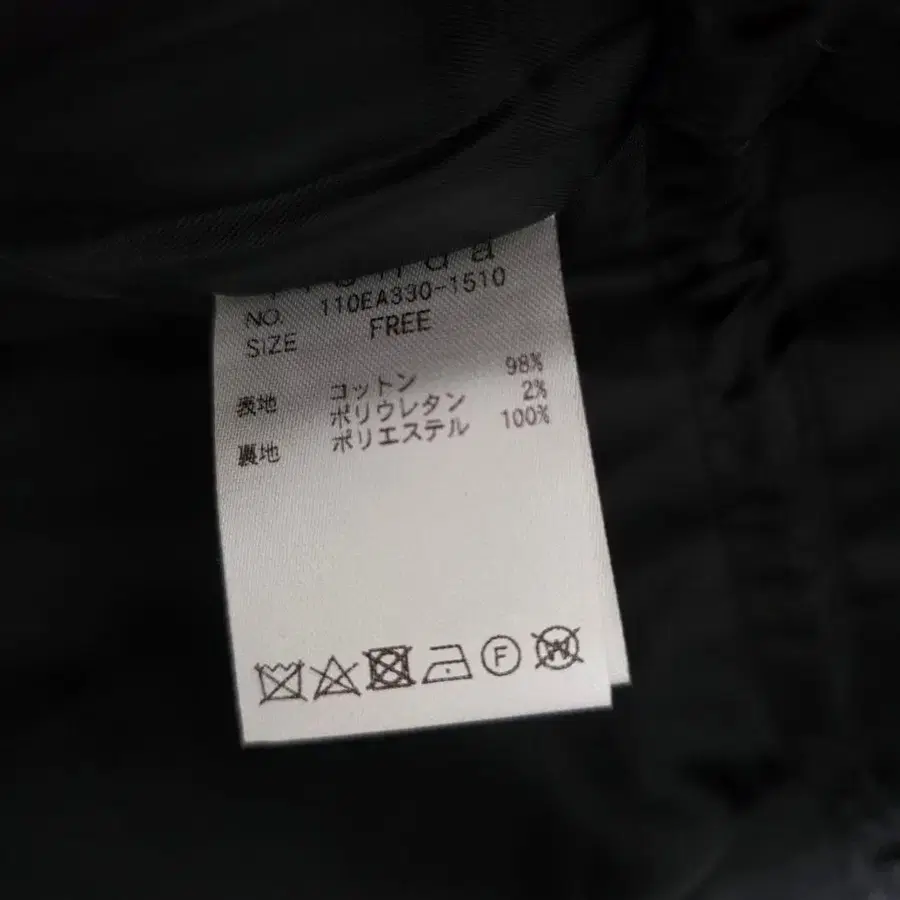 NO. 110EA330-1510
SIZE FREE
表地 コットン 98%
ポリウレタン 2%
裏地 ポリエステル 100%
F
W